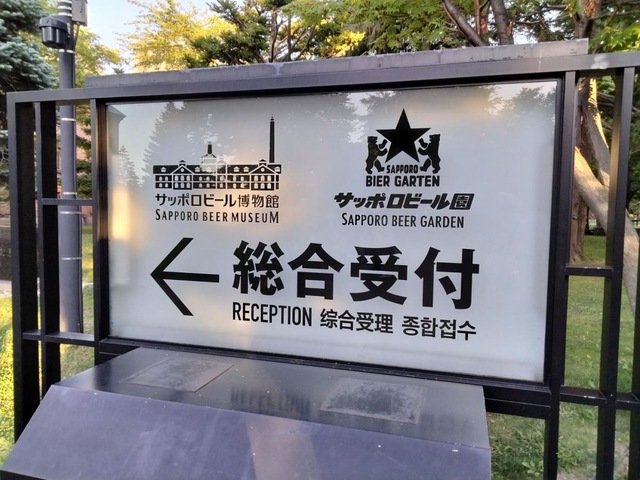 サッポロビール博物館
SAPPORO BEER MUSEUM
SAPPORO
BIER GARTEN
サッポロビール園
SAPPORO BEER GARDEN
総合受付
RECEPTION 综合受理 종합접수